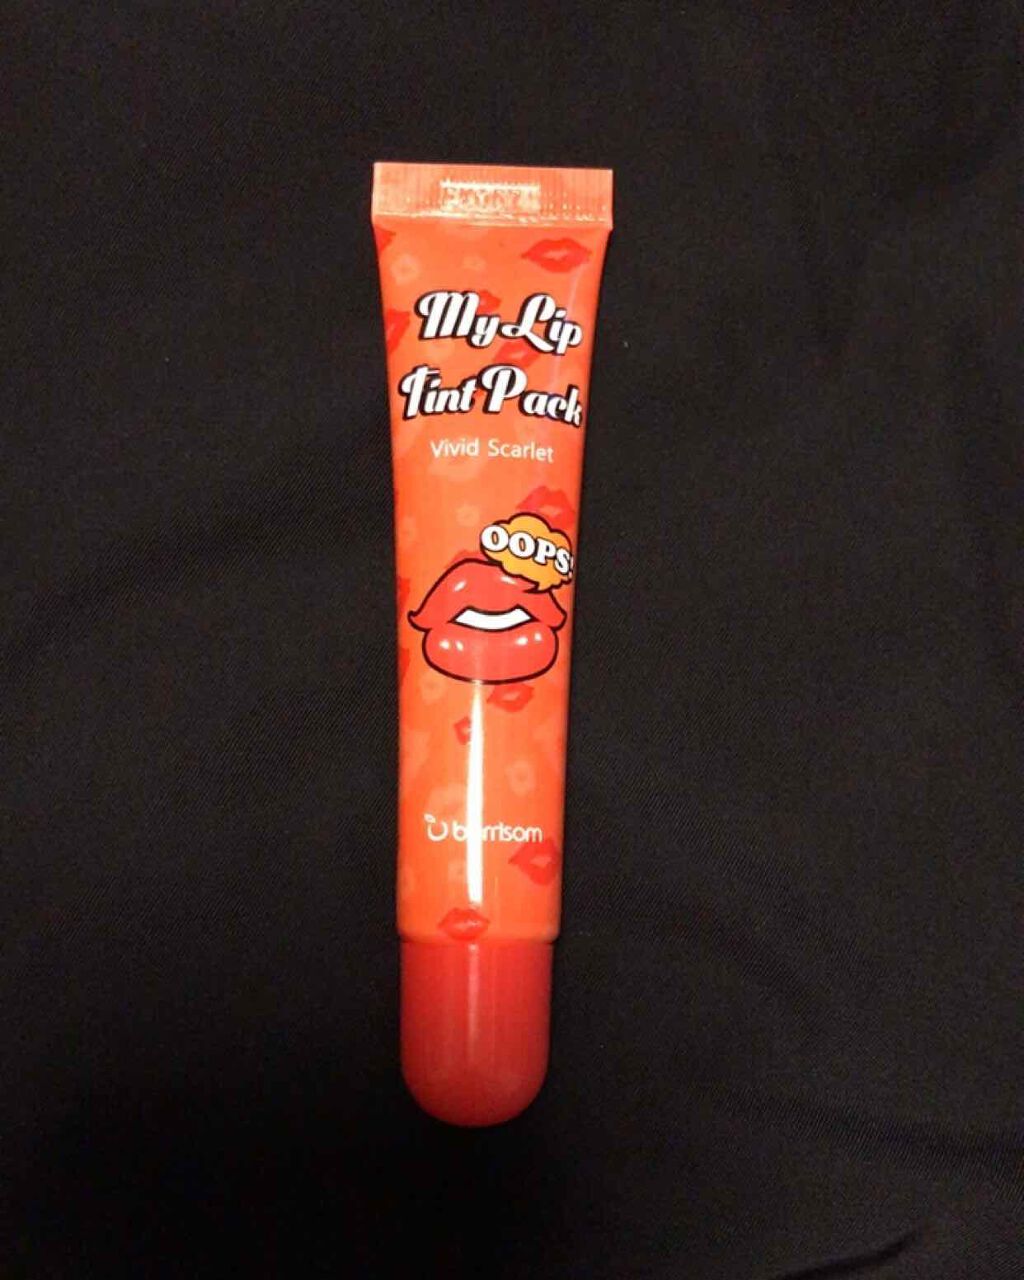 My Lip
Tint Pack
Vivid Scarlet
OOPS!
berrisom